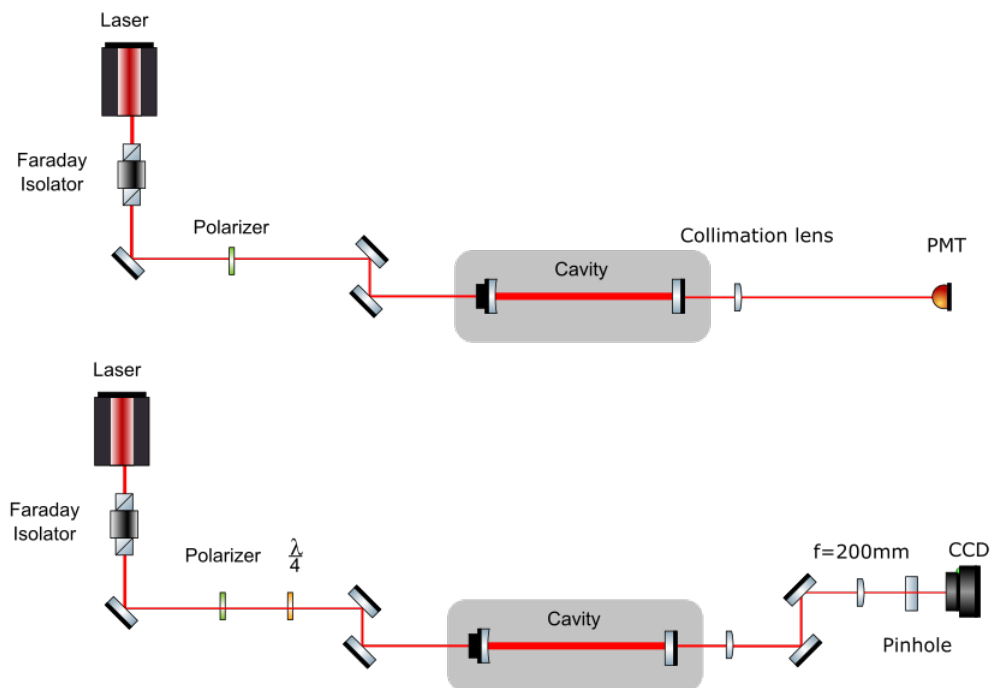 Laser
Faraday
Isolator
Polarizer
Cavity
Collimation lens
PMT
Laser
Faraday
Isolator
Polarizer
λ
4
Cavity
f=200mm
CCD
Pinhole